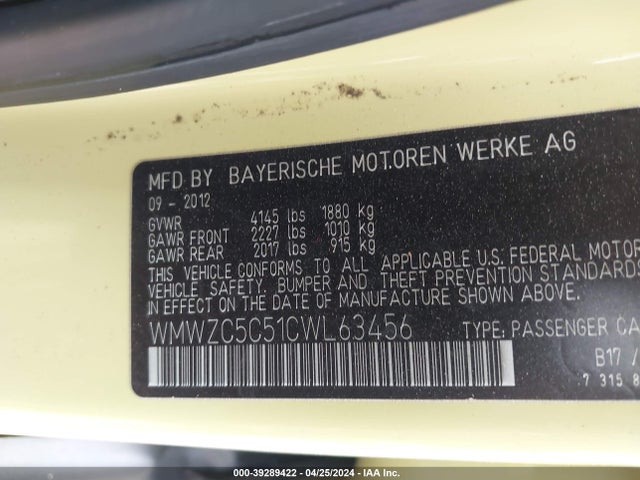 MFD BY BAYERISCHE MOTOREN WERKE AG
09 - 2012
GVWR 4145 lbs 1880 kg
GAWR FRONT 2227 lbs 1010 kg
GAWR REAR 2017 lbs 915 kg
THIS VEHICLE CONFORMS TO ALL APPLICABLE U.S. FEDERAL MOTOR
VEHICLE SAFETY, BUMPER AND THEFT PREVENTION STANDARDS
IN EFFECT ON THE DATE OF MANUFACTURE SHOWN ABOVE.
WMWZC5C51CWL63456 TYPE: PASSENGER CA
B17 /
7 315 8
000-39289422 - 04/25/2024 - IAA Inc.